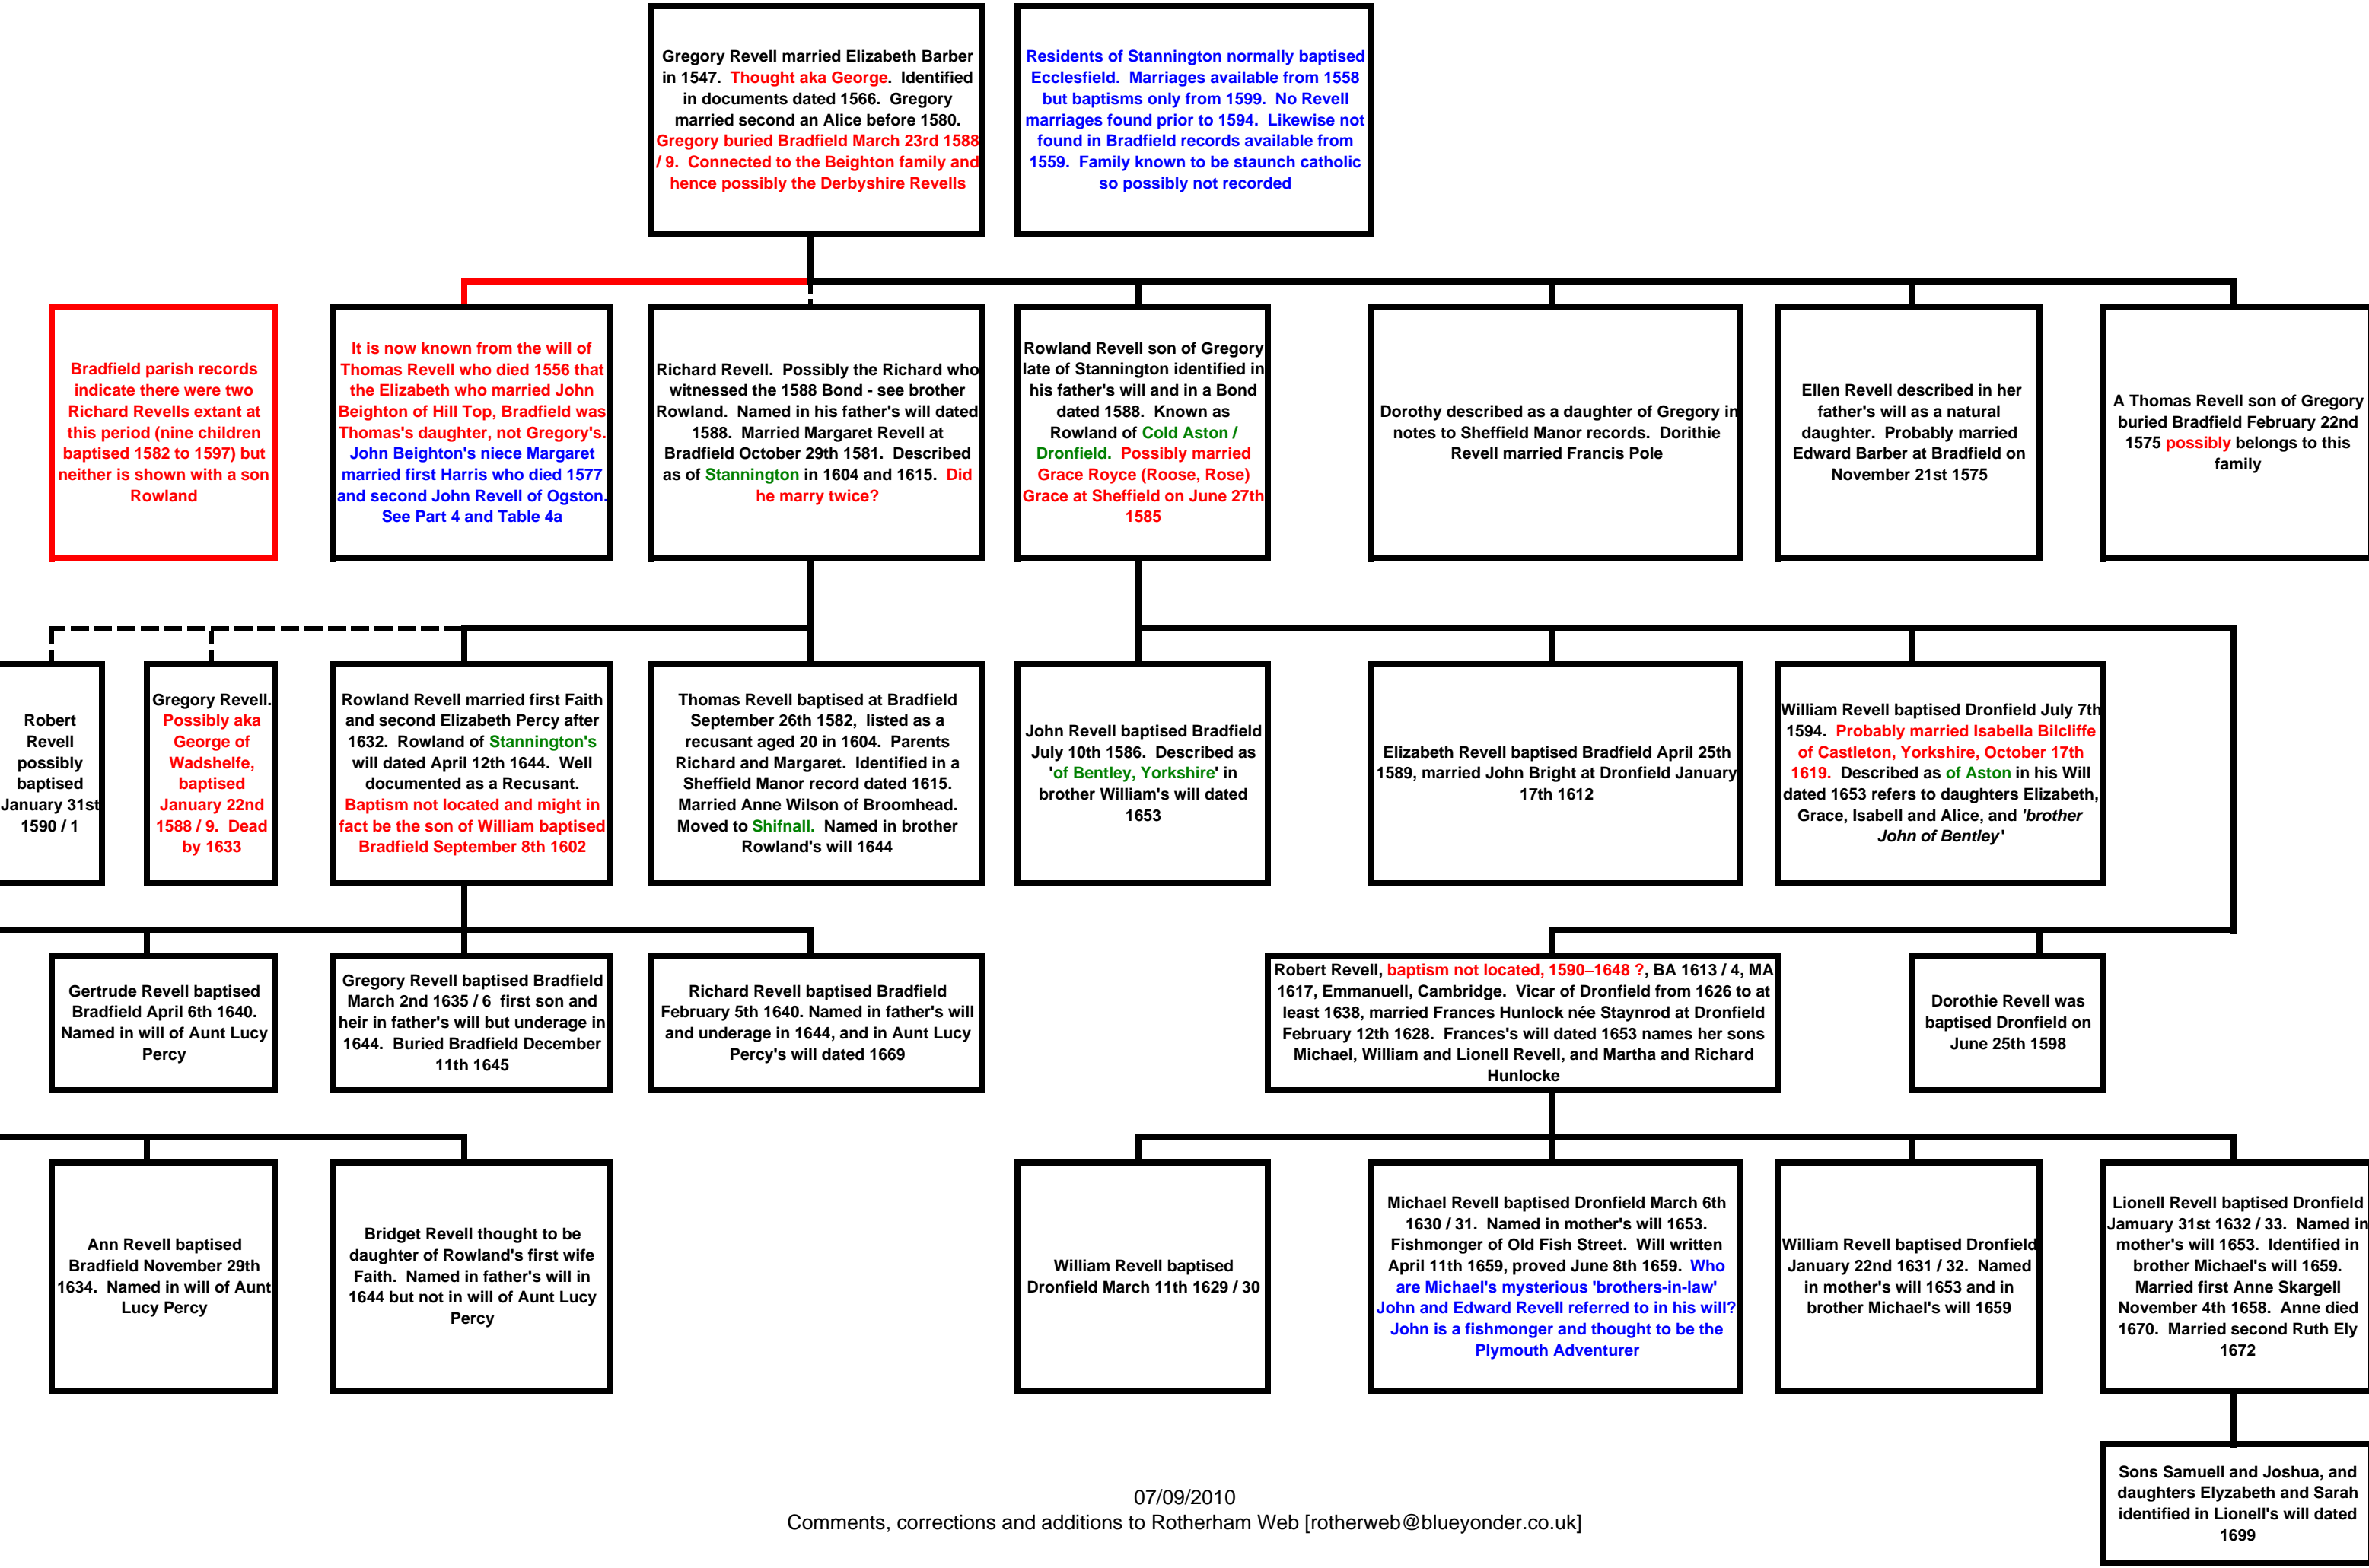 Gregory Revell married Elizabeth Barber
in 1547.  Thought aka George.  Identified
in documents dated 1566.  Gregory
married second an Alice before 1580.
Gregory buried Bradfield March 23rd 1588
/ 9.  Connected to the Beighton family and
hence possibly the Derbyshire Revells
Residents of Stannington normally baptised
Ecclesfield.  Marriages available from 1558
but baptisms only from 1599.  No Revell
marriages found prior to 1594.  Likewise not
found in Bradfield records available from
1559.  Family known to be staunch catholic
so possibly not recorded
Bradfield parish records
indicate there were two
Richard Revells extant at
this period (nine children
baptised 1582 to 1597) but
neither is shown with a son
Rowland
It is now known from the will of
Thomas Revell who died 1556 that
the Elizabeth who married John
Beighton of Hill Top, Bradfield was
Thomas's daughter, not Gregory's.
John Beighton's niece Margaret
married first Harris who died 1577
and second John Revell of Ogston.
See Part 4 and Table 4a
Richard Revell.  Possibly the Richard who
witnessed the 1588 Bond - see brother
Rowland.  Named in his father's will dated
1588.  Married Margaret Revell at
Bradfield October 29th 1581.  Described
as of Stannington in 1604 and 1615.  Did
he marry twice?
Rowland Revell son of Gregory
late of Stannington identified in
his father's will and in a Bond
dated 1588.  Known as
Rowland of Cold Aston /
Dronfield.  Possibly married
Grace Royce (Roose, Rose)
Grace at Sheffield on June 27th
1585
Dorothy described as a daughter of Gregory in
notes to Sheffield Manor records. Dorithie
Revell married Francis Pole
Ellen Revell described in her
father's will as a natural
daughter.  Probably married
Edward Barber at Bradfield on
November 21st 1575
A Thomas Revell son of Gregory
buried Bradfield February 22nd
1575 possibly belongs to this
family
Robert
Revell
possibly
baptised
January 31st
1590 / 1
Gregory Revell.
Possibly aka
George of
Wadshelfe,
baptised
January 22nd
1588 / 9.  Dead
by 1633
Rowland Revell married first Faith
and second Elizabeth Percy after
1632.  Rowland of Stannington's
will dated April 12th 1644.  Well
documented as a Recusant.
Baptism not located and might in
fact be the son of William baptised
Bradfield September 8th 1602
Thomas Revell baptised at Bradfield
September 26th 1582,  listed as a
recusant aged 20 in 1604.  Parents
Richard and Margaret.  Identified in a
Sheffield Manor record dated 1615.
Married Anne Wilson of Broomhead.
Moved to Shifnall.  Named in brother
Rowland's will 1644
John Revell baptised Bradfield
July 10th 1586.  Described as
'of Bentley, Yorkshire' in
brother William's will dated
1653
Elizabeth Revell baptised Bradfield April 25th
1589, married John Bright at Dronfield January
17th 1612
William Revell baptised Dronfield July 7th
1594.  Probably married Isabella Bilcliffe
of Castleton, Yorkshire, October 17th
1619.  Described as of Aston in his Will
dated 1653 refers to daughters Elizabeth,
Grace, Isabell and Alice, and 'brother
John of Bentley'
Gertrude Revell baptised
Bradfield April 6th 1640.
Named in will of Aunt Lucy
Percy
Gregory Revell baptised Bradfield
March 2nd 1635 / 6  first son and
heir in father's will but underage in
1644.  Buried Bradfield December
11th 1645
Richard Revell baptised Bradfield
February 5th 1640. Named in father's will
and underage in 1644, and in Aunt Lucy
Percy's will dated 1669
Robert Revell, baptism not located, 1590–1648 ?, BA 1613 / 4, MA
1617, Emmanuell, Cambridge.  Vicar of Dronfield from 1626 to at
least 1638, married Frances Hunlock née Staynrod at Dronfield
February 12th 1628.  Frances's will dated 1653 names her sons
Michael, William and Lionell Revell, and Martha and Richard
Hunlocke
Dorothie Revell was
baptised Dronfield on
June 25th 1598
Ann Revell baptised
Bradfield November 29th
1634.  Named in will of Aunt
Lucy Percy
Bridget Revell thought to be
daughter of Rowland's first wife
Faith.  Named in father's will in
1644 but not in will of Aunt Lucy
Percy
William Revell baptised
Dronfield March 11th 1629 / 30
Michael Revell baptised Dronfield March 6th
1630 / 31.  Named in mother's will 1653.
Fishmonger of Old Fish Street.  Will written
April 11th 1659, proved June 8th 1659.  Who
are Michael's mysterious 'brothers-in-law'
John and Edward Revell referred to in his will?
John is a fishmonger and thought to be the
Plymouth Adventurer
William Revell baptised Dronfield
January 22nd 1631 / 32.  Named
in mother's will 1653 and in
brother Michael's will 1659
Lionell Revell baptised Dronfield
Jamuary 31st 1632 / 33.  Named in
mother's will 1653.  Identified in
brother Michael's will 1659.
Married first Anne Skargell
November 4th 1658.  Anne died
1670.  Married second Ruth Ely
1672
Sons Samuell and Joshua, and
daughters Elyzabeth and Sarah
identified in Lionell's will dated
1699
07/09/2010
Comments, corrections and additions to Rotherham Web [rotherweb@blueyonder.co.uk]